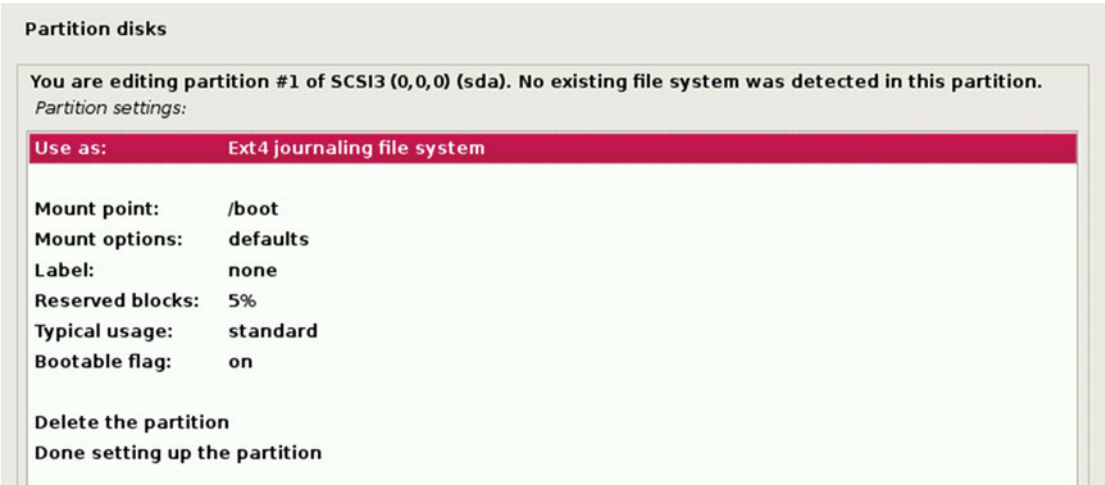 Partition disks
You are editing partition #1 of SCSI3 (0,0,0) (sda). No existing file system was detected in this partition.
Partition settings:
Use as: Ext4 journaling file system
Mount point: /boot
Mount options: defaults
Label: none
Reserved blocks: 5%
Typical usage: standard
Bootable flag: on
Delete the partition
Done setting up the partition